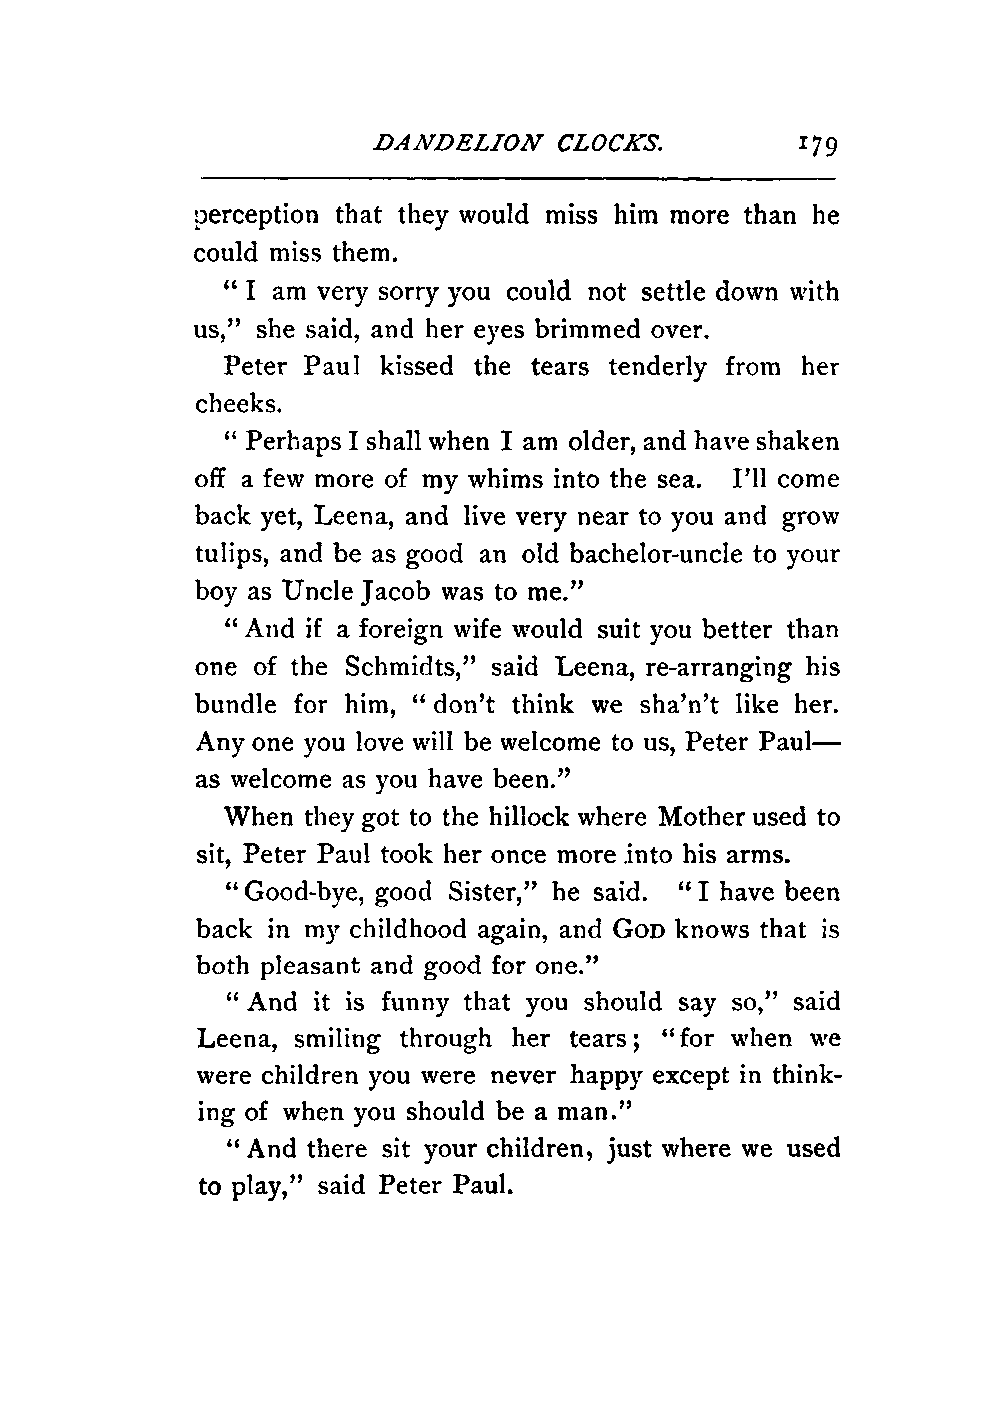 DANDELION CLOCKS. 179
perception that they would miss him more than he
could miss them.
“ I am very sorry you could not settle down with
us,” she said, and her eyes brimmed over.
Peter Paul kissed the tears tenderly from her
cheeks.
“ Perhaps I shall when I am older, and have shaken
off a few more of my whims into the sea. I’ll come
back yet, Leena, and live very near to you and grow
tulips, and be as good an old bachelor-uncle to your
boy as Uncle Jacob was to me.”
“ And if a foreign wife would suit you better than
one of the Schmidts,” said Leena, re-arranging his
bundle for him, “ don’t think we sha’n’t like her.
Any one you love will be welcome to us, Peter Paul—
as welcome as you have been.”
When they got to the hillock where Mother used to
sit, Peter Paul took her once more into his arms.
“ Good-bye, good Sister,” he said. “ I have been
back in my childhood again, and GOD knows that is
both pleasant and good for one.”
“ And it is funny that you should say so,” said
Leena, smiling through her tears; “for when we
were children you were never happy except in think-
ing of when you should be a man.”
“ And there sit your children, just where we used
to play,” said Peter Paul.